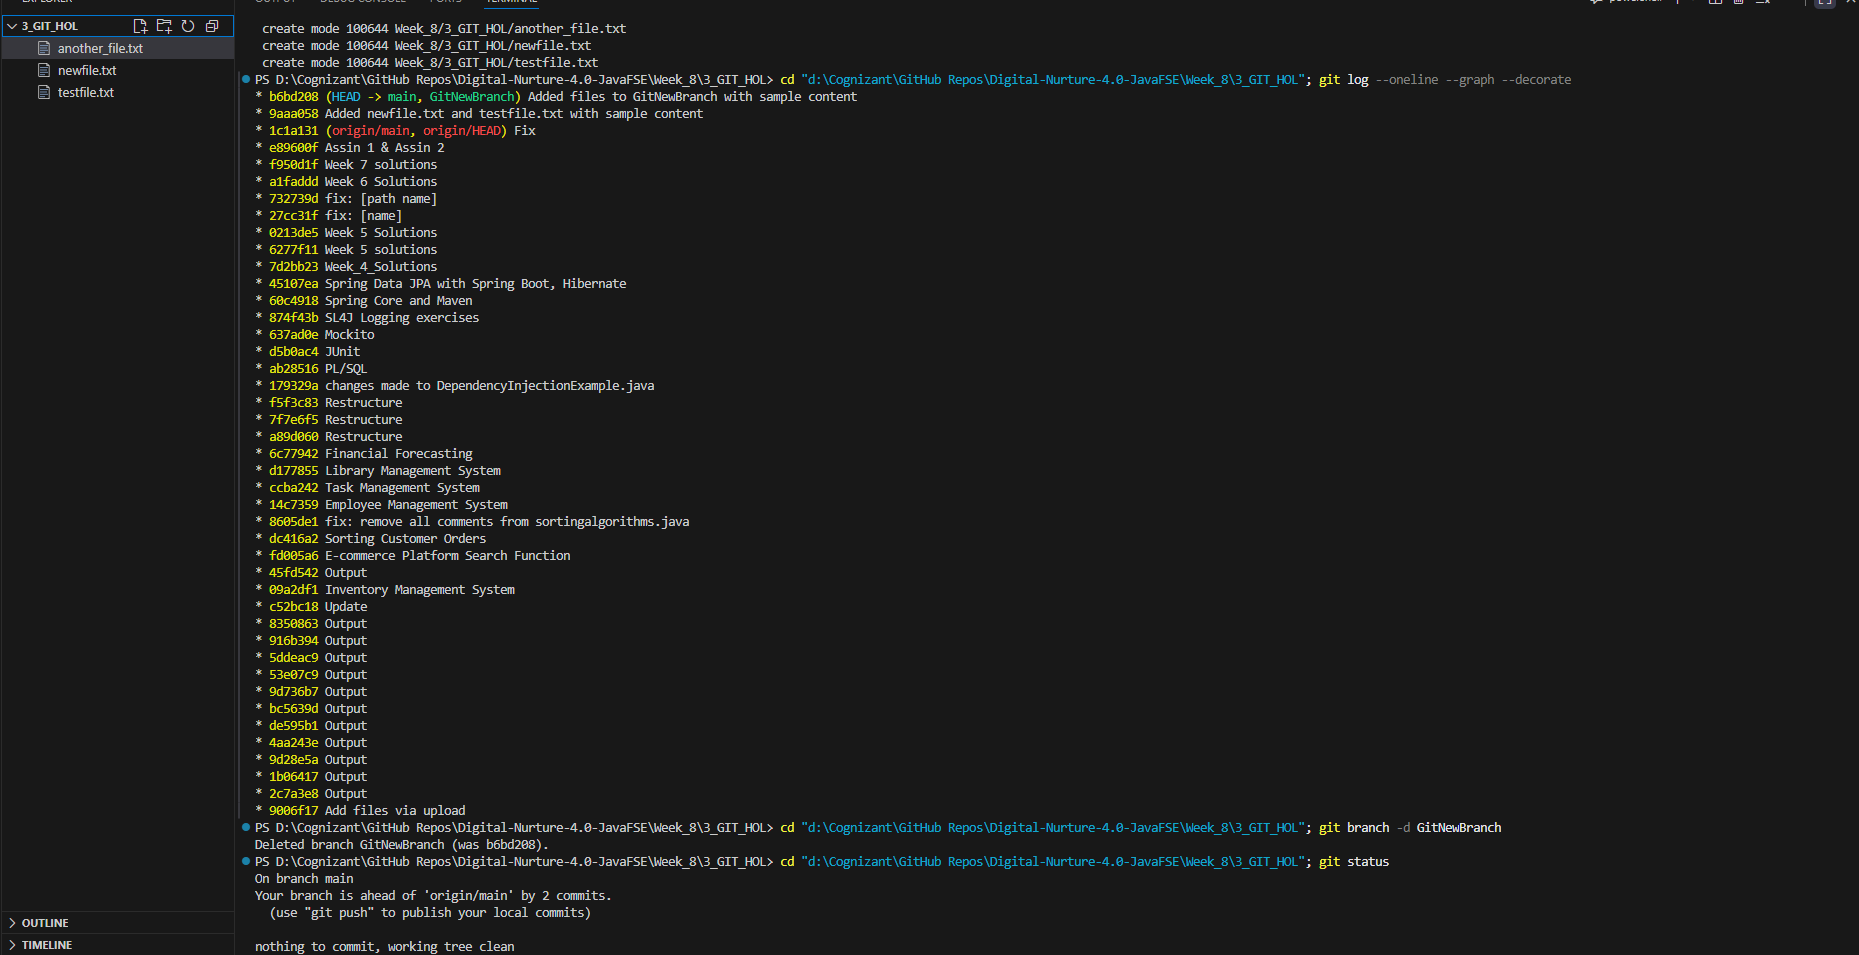 EXPLORER
OUTPUT DEBUG CONSOLE PORTS TERMINAL
3_GIT_HOL
another_file.txt
newfile.txt
testfile.txt
OUTLINE
TIMELINE
create mode 100644 Week_8/3_GIT_HOL/another_file.txt
create mode 100644 Week_8/3_GIT_HOL/newfile.txt
create mode 100644 Week_8/3_GIT_HOL/testfile.txt
PS D:\Cognizant\GitHub Repos\Digital-Nurture-4.0-JavaFSE\Week_8\3_GIT_HOL> cd "d:\Cognizant\GitHub Repos\Digital-Nurture-4.0-JavaFSE\Week_8\3_GIT_HOL"; git log --oneline --graph --decorate
* b6bd208 (HEAD -> main, GitNewBranch) Added files to GitNewBranch with sample content
* 9aaa058 Added newfile.txt and testfile.txt with sample content
* 1c1a131 (origin/main, origin/HEAD) Fix
* e89600f Assin 1 & Assin 2
* f950d1f Week 7 solutions
* a1faddd Week 6 Solutions
* 732739d fix: [path name]
* 27cc31f fix: [name]
* 0213de5 Week 5 Solutions
* 6277f11 Week 5 solutions
* 7d2bb23 Week_4_Solutions
* 45107ea Spring Data JPA with Spring Boot, Hibernate
* 60c4918 Spring Core and Maven
* 874f43b SL4J Logging exercises
* 637ad0e Mockito
* d5b0ac4 JUnit
* ab28516 PL/SQL
* 179329a changes made to DependencyInjectionExample.java
* f5f3c83 Restructure
* 7f7e6f5 Restructure
* a89d060 Restructure
* 6c77942 Financial Forecasting
* d177855 Library Management System
* ccba242 Task Management System
* 14c7359 Employee Management System
* 8605de1 fix: remove all comments from sortingalgorithms.java
* dc416a2 Sorting Customer Orders
* fd005a6 E-commerce Platform Search Function
* 45fd542 Output
* 09a2df1 Inventory Management System
* c52bc18 Update
* 8350863 Output
* 916b394 Output
* 5ddeac9 Output
* 53e07c9 Output
* 9d736b7 Output
* bc5639d Output
* de595b1 Output
* 4aa243e Output
* 9d28e5a Output
* 1b06417 Output
* 2c7a3e8 Output
* 9006f17 Add files via upload
PS D:\Cognizant\GitHub Repos\Digital-Nurture-4.0-JavaFSE\Week_8\3_GIT_HOL> cd "d:\Cognizant\GitHub Repos\Digital-Nurture-4.0-JavaFSE\Week_8\3_GIT_HOL"; git branch -d GitNewBranch
Deleted branch GitNewBranch (was b6bd208).
PS D:\Cognizant\GitHub Repos\Digital-Nurture-4.0-JavaFSE\Week_8\3_GIT_HOL> cd "d:\Cognizant\GitHub Repos\Digital-Nurture-4.0-JavaFSE\Week_8\3_GIT_HOL"; git status
On branch main
Your branch is ahead of 'origin/main' by 2 commits.
(use "git push" to publish your local commits)
nothing to commit, working tree clean